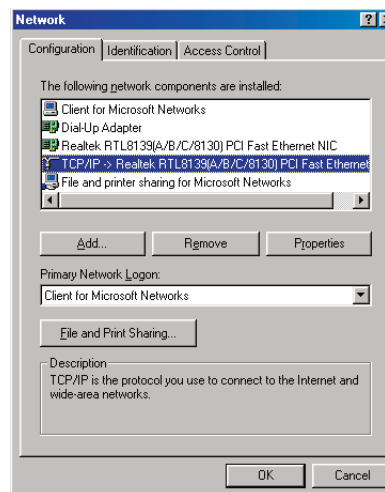 Network
Configuration Identification Access Control
The following network components are installed:
Client for Microsoft Networks
Dial-Up Adapter
Realtek RTL8139(A/B/C/8130) PCI Fast Ethernet NIC
TCP/IP -> Realtek RTL8139(A/B/C/8130) PCI Fast Ethernet
File and printer sharing for Microsoft Networks
Add... Remove Properties
Primary Network Logon:
Client for Microsoft Networks
File and Print Sharing...
Description
TCP/IP is the protocol you use to connect to the Internet and
wide-area networks.
OK Cancel